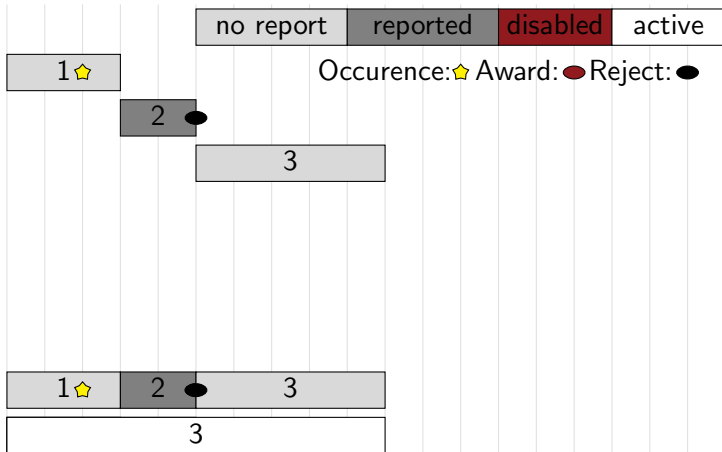 no report reported disabled active
1 Occurence: Award: Reject:
2
3
1 2 3
3